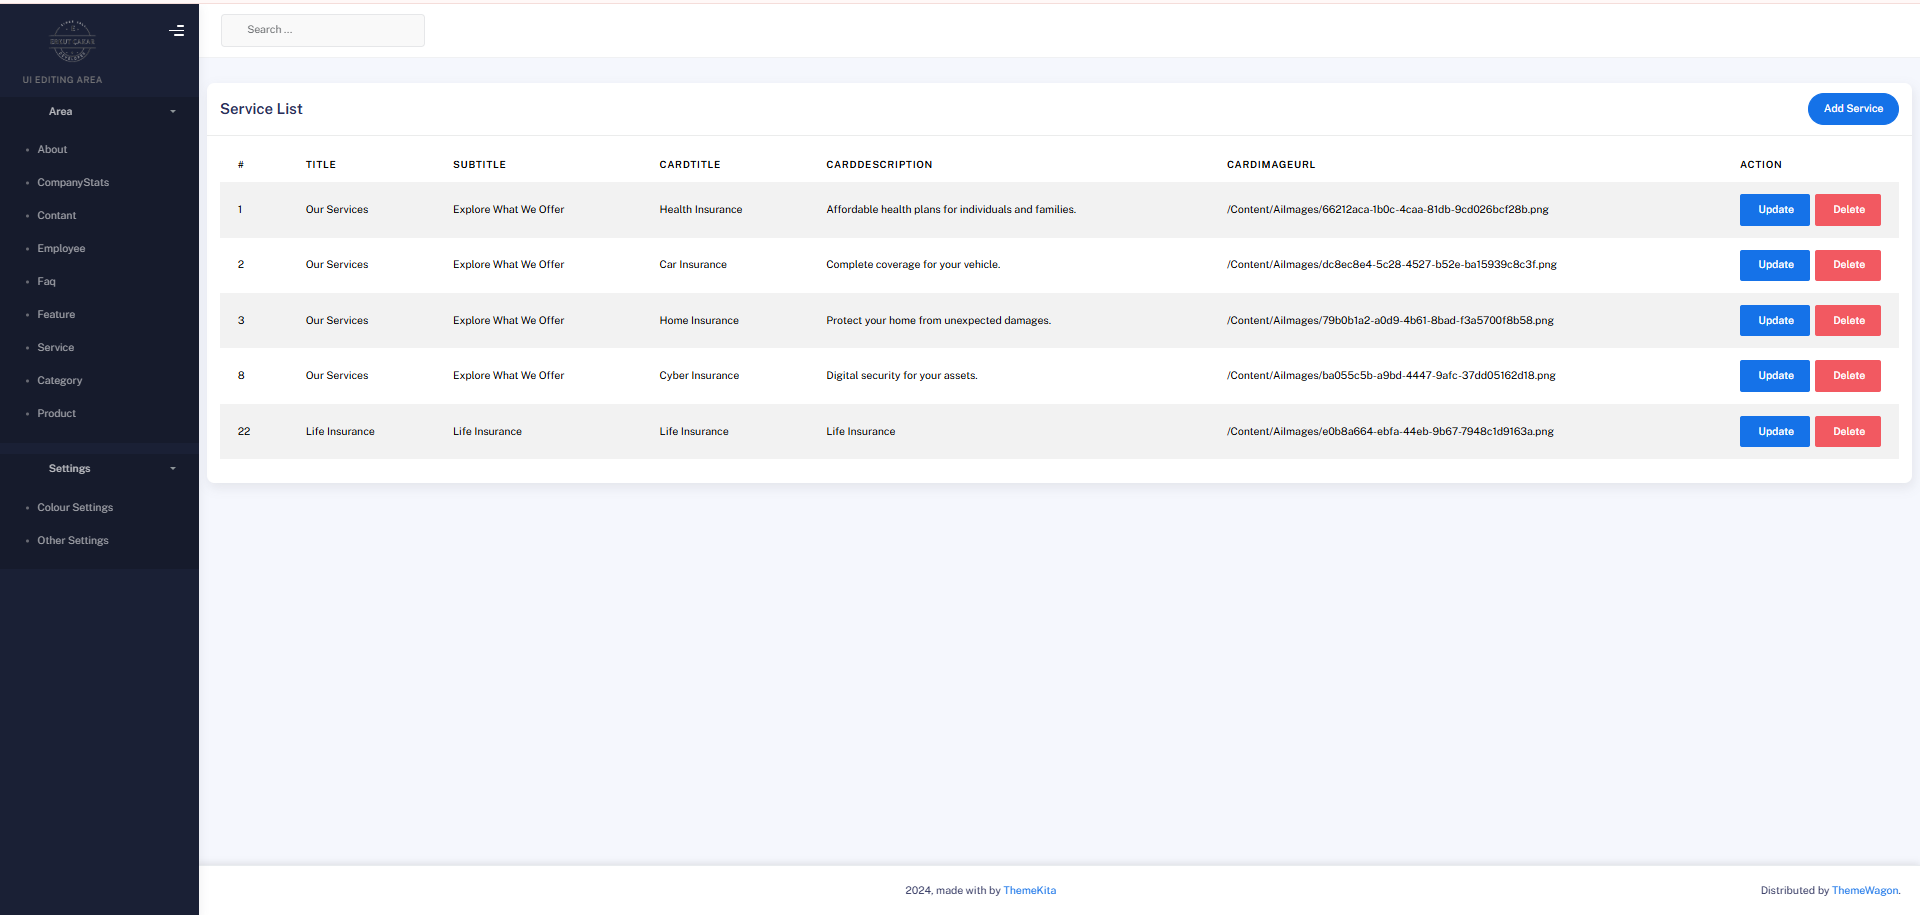 Search ...
UI EDITING AREA
Area
About
CompanyStats
Contant
Employee
Faq
Feature
Service
Category
Product
Settings
Colour Settings
Other Settings
Service List
Add Service
# TITLE SUBTITLE CARDTITLE CARDDESCRIPTION CARDIMAGEURL ACTION
1 Our Services Explore What We Offer Health Insurance Affordable health plans for individuals and families. /Content/AiImages/66212aca-1b0c-4caa-81db-9cd026bcf28b.png Update Delete
2 Our Services Explore What We Offer Car Insurance Complete coverage for your vehicle. /Content/AiImages/dc8ec8e4-5c28-4527-b52e-ba15939c8c3f.png Update Delete
3 Our Services Explore What We Offer Home Insurance Protect your home from unexpected damages. /Content/AiImages/79b0b1a2-a0d9-4b61-8bad-f3a5700f8b58.png Update Delete
8 Our Services Explore What We Offer Cyber Insurance Digital security for your assets. /Content/AiImages/ba055c5b-a9bd-4447-9afc-37dd05162d18.png Update Delete
22 Life Insurance Life Insurance Life Insurance Life Insurance /Content/AiImages/e0b8a664-ebfa-44eb-9b67-7948c1d9163a.png Update Delete
2024, made with by ThemeKita
Distributed by ThemeWagon.